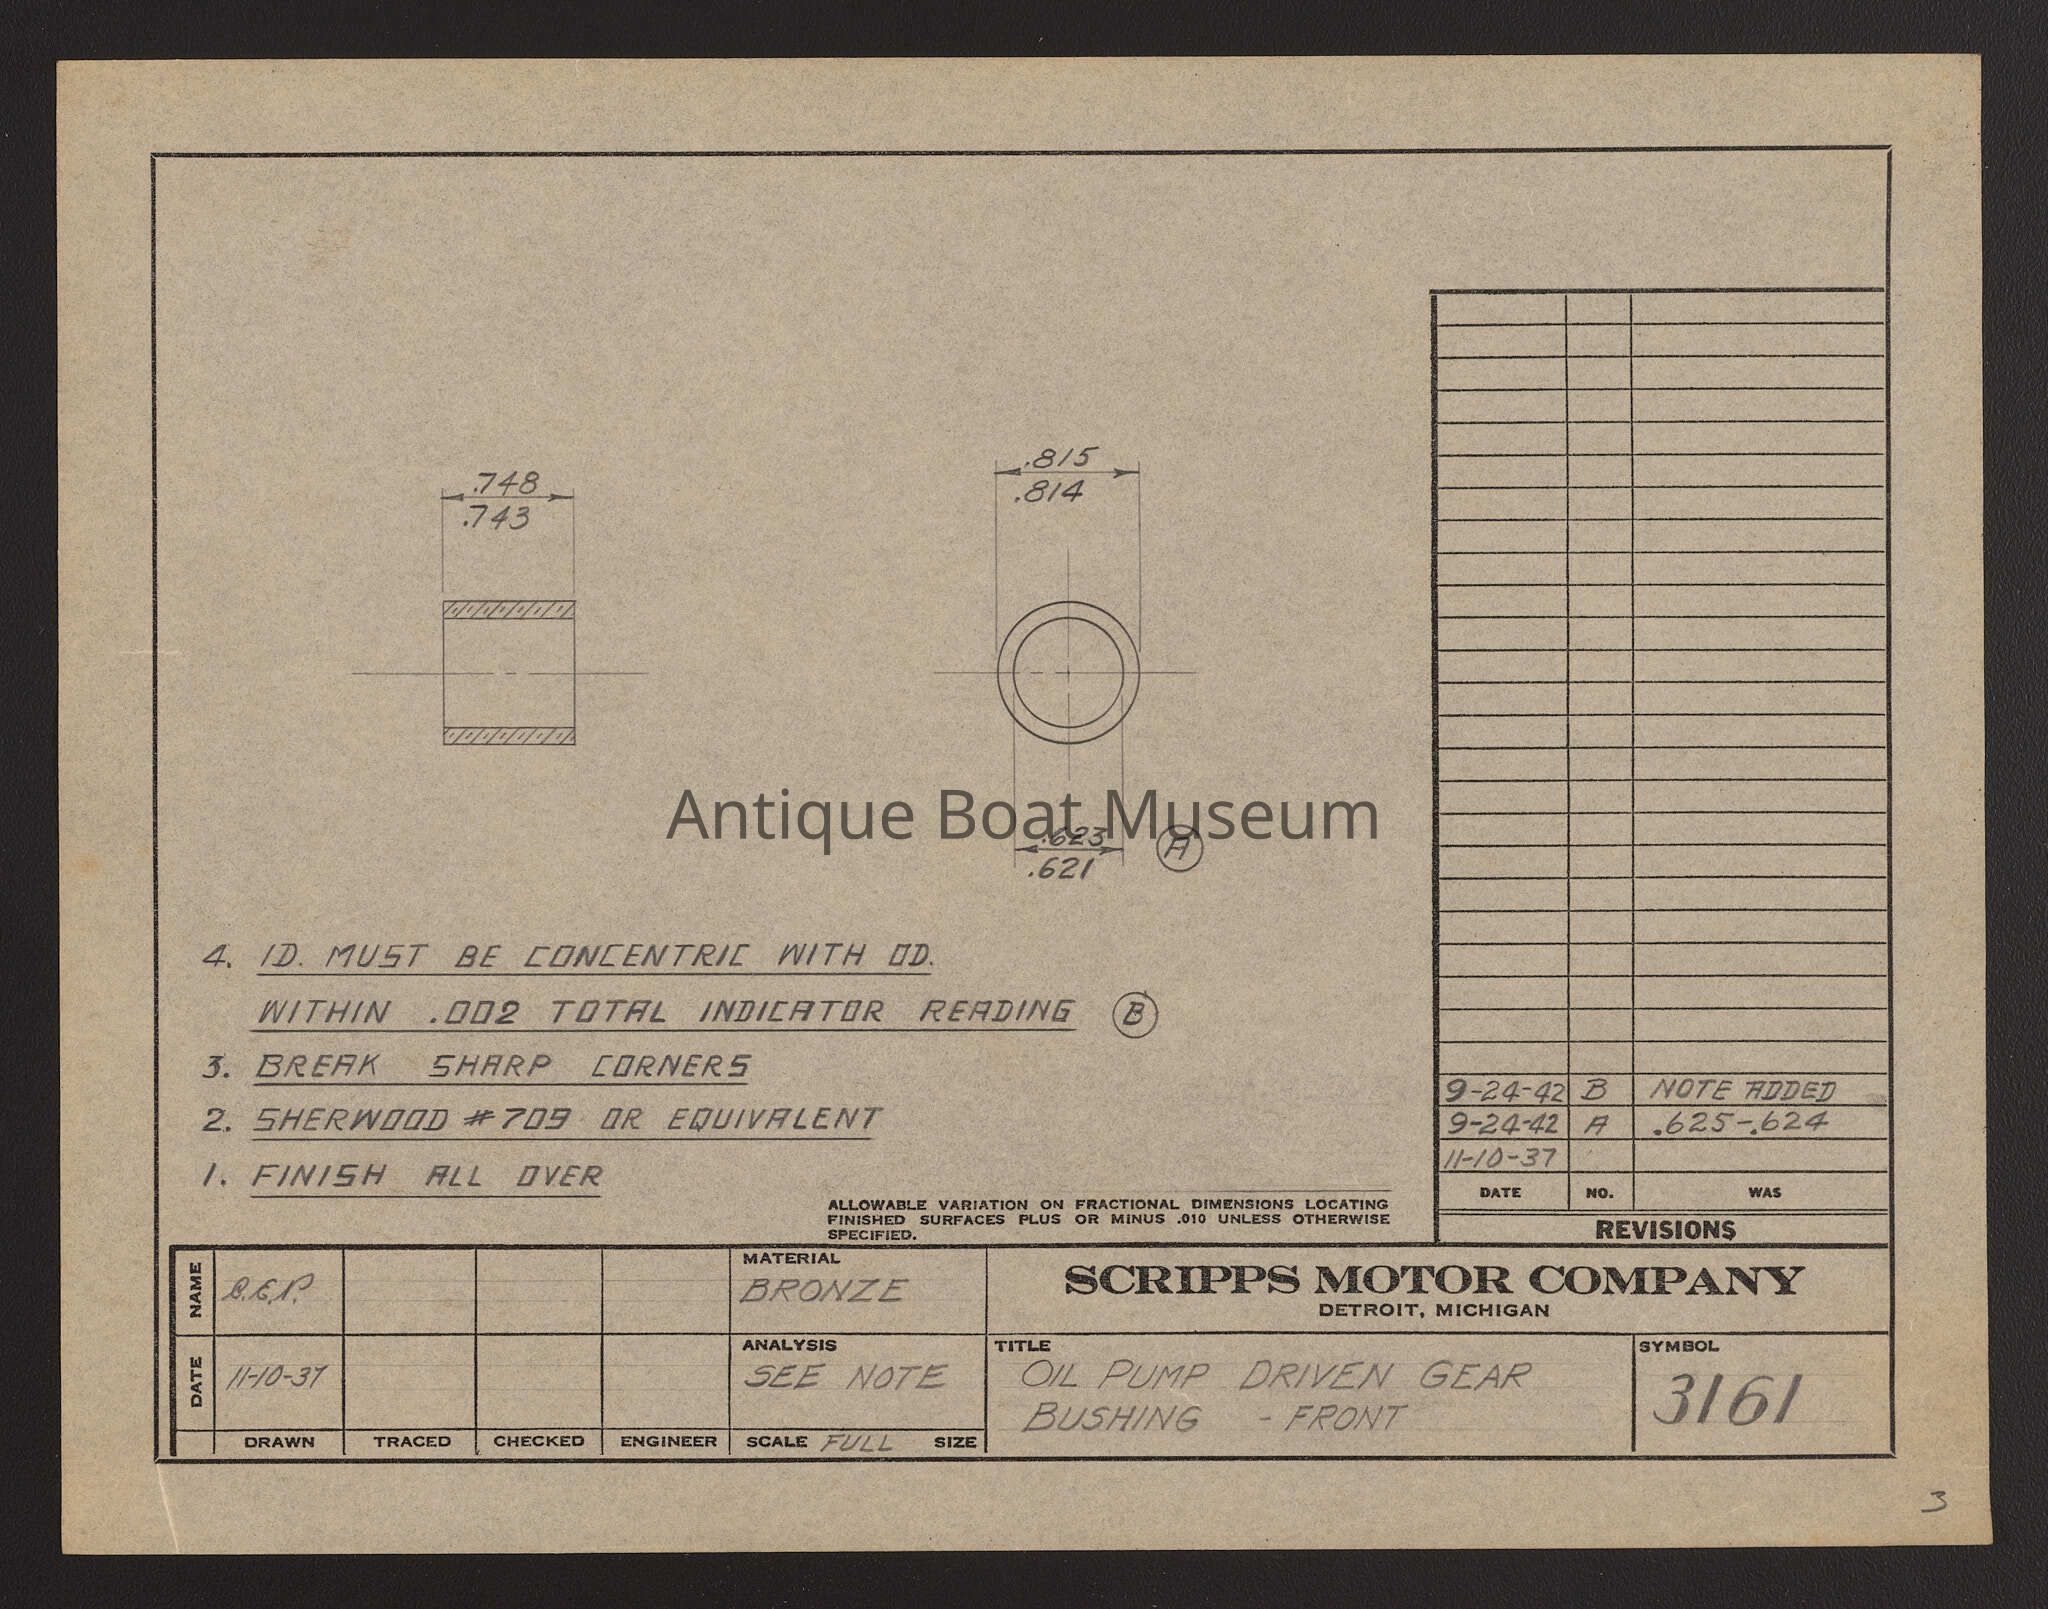 .748
.743
.815
.814
Antique Boat Museum
.623 A
.621
4. ID. MUST BE CONCENTRIC WITH OD.
WITHIN .002 TOTAL INDICATOR READING B
3. BREAK SHARP CORNERS
2. SHERWOOD #709 OR EQUIVALENT
1. FINISH ALL OVER
ALLOWABLE VARIATION ON FRACTIONAL DIMENSIONS LOCATING
FINISHED SURFACES PLUS OR MINUS .010 UNLESS OTHERWISE
SPECIFIED.
9-24-42 B NOTE ADDED
9-24-42 A .625-.624
11-10-37
DATE NO. WAS
REVISIONS
NAME
DATE 11-10-37
DRAWN TRACED CHECKED ENGINEER
MATERIAL
BRONZE
ANALYSIS
SEE NOTE
SCALE FULL SIZE
SCRIPPS MOTOR COMPANY
DETROIT, MICHIGAN
TITLE
OIL PUMP DRIVEN GEAR
BUSHING - FRONT
SYMBOL
3161
3